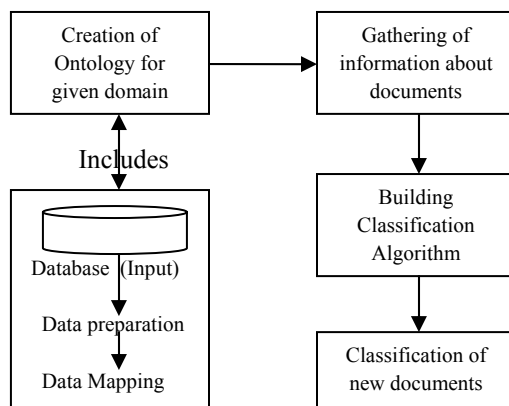 Creation of
Ontology for
given domain
Gathering of
information about
documents
Includes
Database (Input)
Data preparation
Data Mapping
Building
Classification
Algorithm
Classification of
new documents